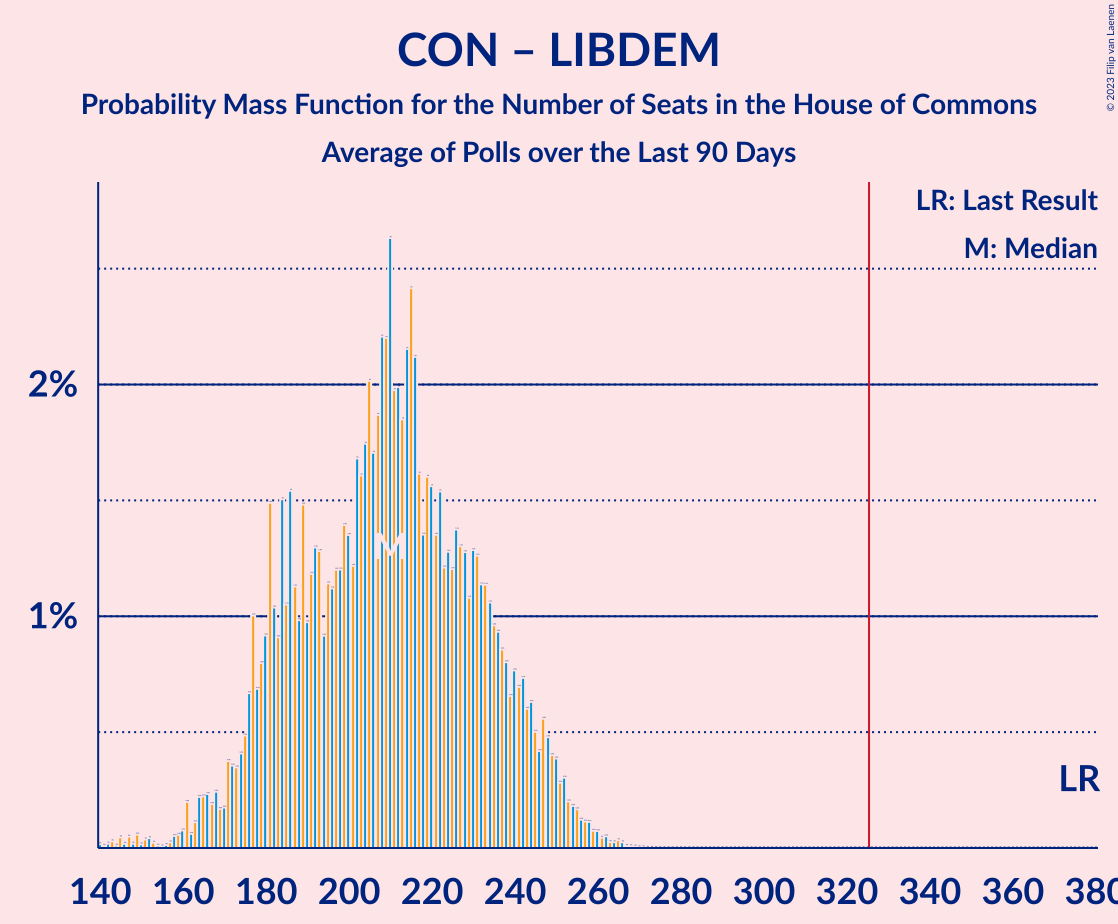 CON – LIBDEM
Probability Mass Function for the Number of Seats in the House of Commons
Average of Polls over the Last 90 Days
© 2023 Filip van Laenen
LR: Last Result
M: Median
2%
1%
LR
140 160 180 200 220 240 260 280 300 320 340 360 380